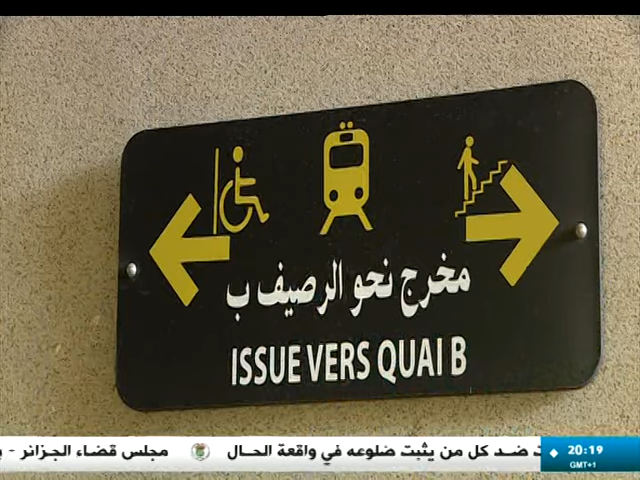 مخرج نحو الرصيف ب
ISSUE VERS QUAI B
ت ضد كل من يثبت ضلوعه في واقعة الحال
مجلس قضاء الجزائر -
20:19
GMT+1